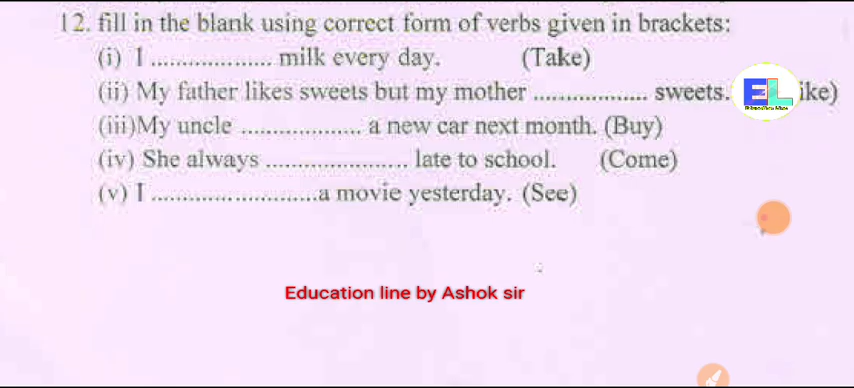 12. fill in the blank using correct form of verbs given in brackets:
(i) I ................... milk every day. (Take)
(ii) My father likes sweets but my mother .................. sweets. EL ike)
(iii)My uncle ................... a new car next month. (Buy)
(iv) She always ...................... late to school. (Come)
(v) I ..........................a movie yesterday. (See)
Education line by Ashok sir